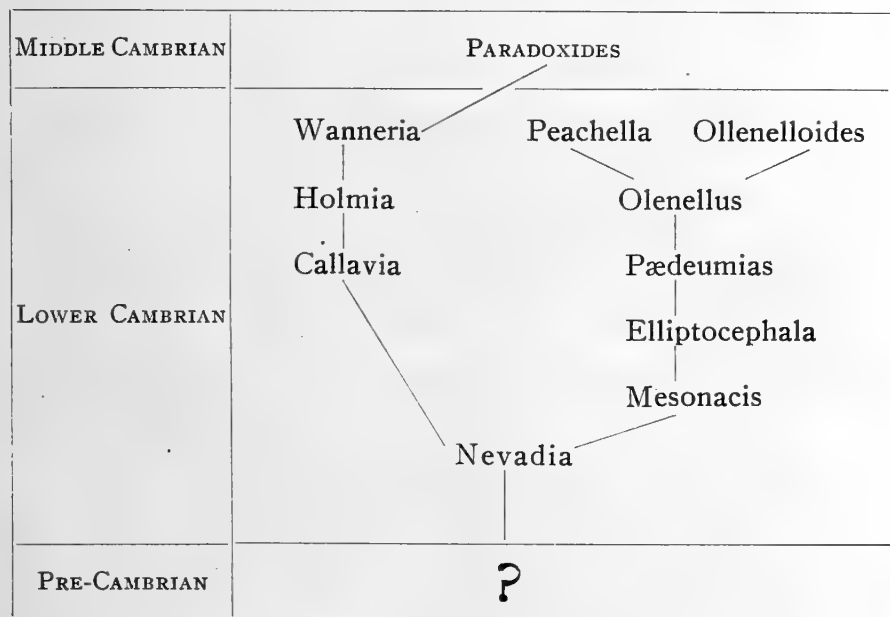 MIDDLE CAMBRIAN
PARADOXIDES
Wanneria
Peachella
Ollenelloides
Holmia
Olenellus
Callavia
Pædeumias
LOWER CAMBRIAN
Elliptocephala
Mesonacis
Nevadia
PRE-CAMBRIAN
?